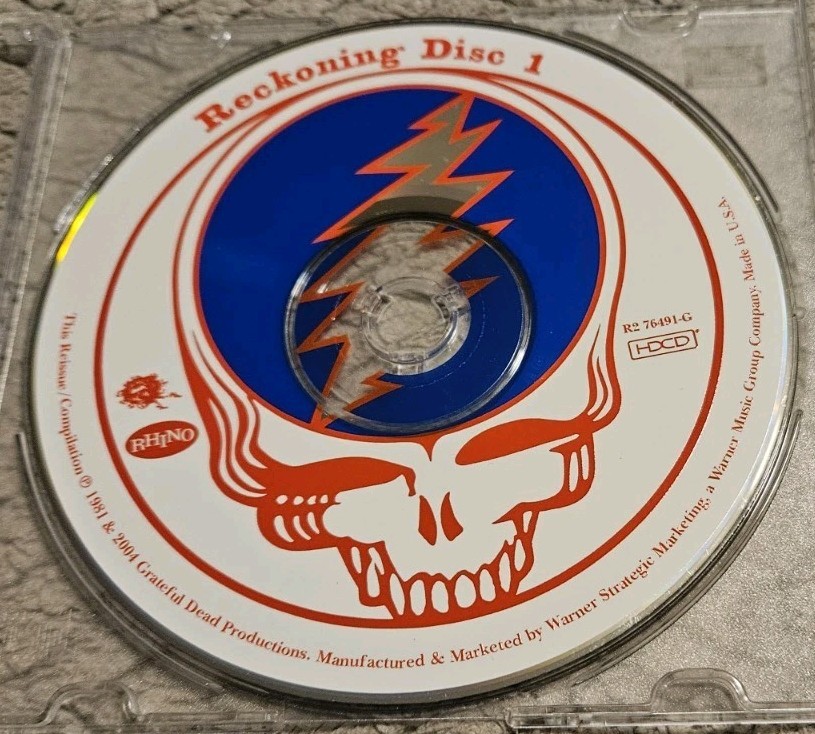 Reckoning Disc 1
R2 76491-G
HDCD
RHINO
This Reissue/Compilation ℗ 1981 & 2004 Grateful Dead Productions. Manufactured & Marketed by Warner Strategic Marketing, a Warner Music Group Company. Made in U.S.A.